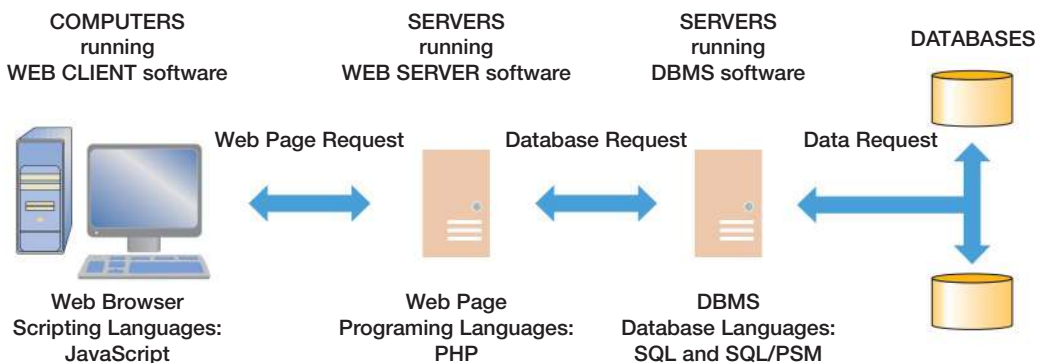 COMPUTERS
running
WEB CLIENT software
SERVERS
running
WEB SERVER software
SERVERS
running
DBMS software
DATABASES
Web Page Request
Database Request
Data Request
Web Browser
Scripting Languages:
JavaScript
Web Page
Programing Languages:
PHP
DBMS
Database Languages:
SQL and SQL/PSM